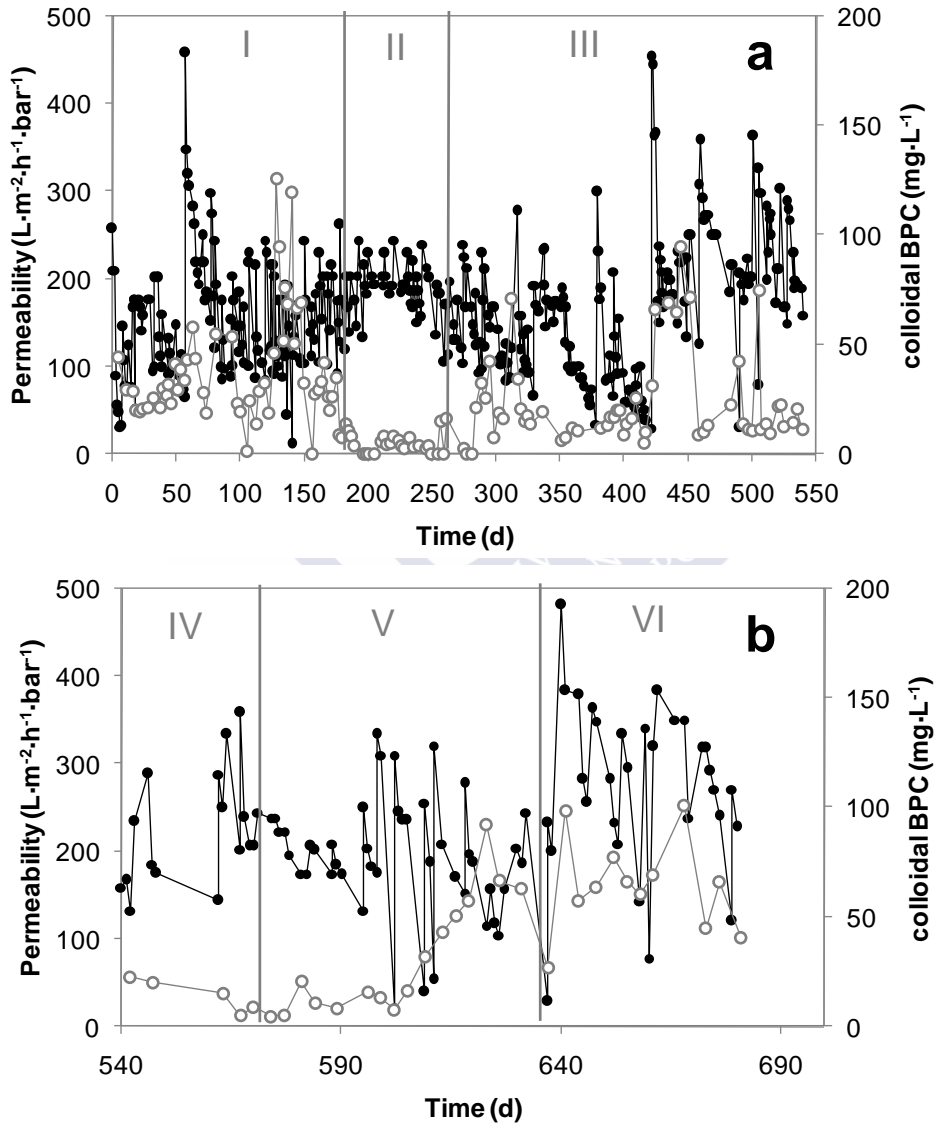 500
400
300
200
100
0
Permeability (L·m-2·h-1·bar-1)
I
II
III
a
200
150
100
50
0
colloidal BPC (mg·L-1)
0 50 100 150 200 250 300 350 400 450 500 550
Time (d)
500
400
300
200
100
0
Permeability (L·m-2·h-1·bar-1)
IV
V
VI
b
200
150
100
50
0
colloidal BPC (mg·L-1)
540 590 640 690
Time (d)